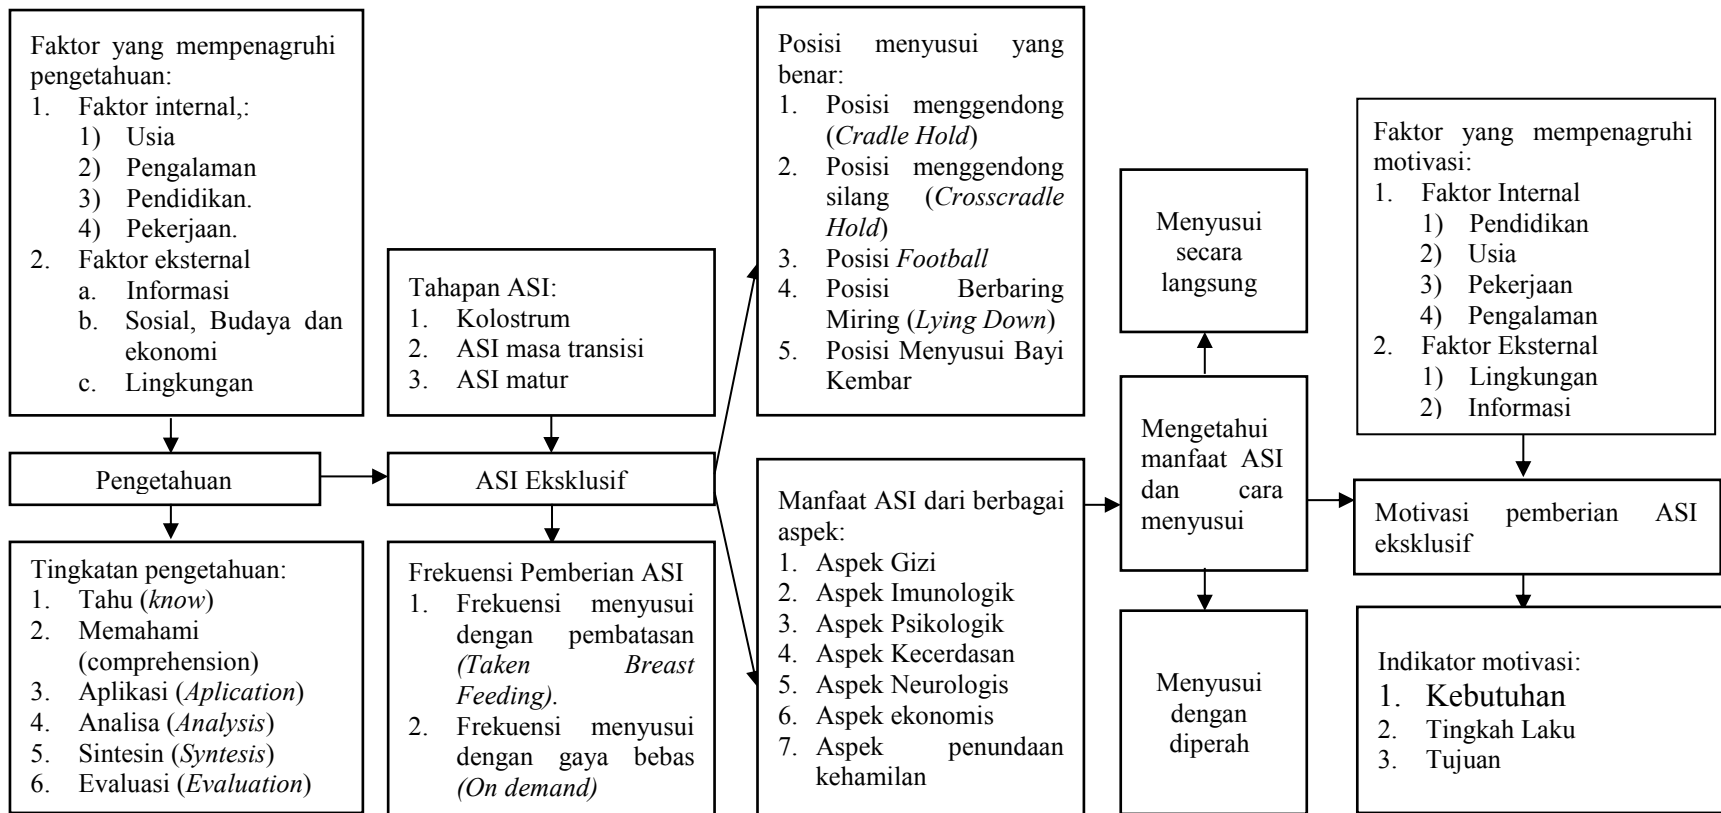 Faktor yang mempenagruhi
pengetahuan:
1. Faktor internal,:
1) Usia
2) Pengalaman
3) Pendidikan.
4) Pekerjaan.
2. Faktor eksternal
a. Informasi
b. Sosial, Budaya dan
ekonomi
c. Lingkungan
Pengetahuan
Tingkatan pengetahuan:
1. Tahu (know)
2. Memahami
(comprehension)
3. Aplikasi (Aplication)
4. Analisa (Analysis)
5. Sintesin (Syntesis)
6. Evaluasi (Evaluation)
Tahapan ASI:
1. Kolostrum
2. ASI masa transisi
3. ASI matur
ASI Eksklusif
Frekuensi Pemberian ASI
1. Frekuensi menyusui
dengan pembatasan
(Taken Breast
Feeding).
2. Frekuensi menyusui
dengan gaya bebas
(On demand)
Posisi menyusui yang
benar:
1. Posisi menggendong
(Cradle Hold)
2. Posisi menggendong
silang (Crosscradle
Hold)
3. Posisi Football
4. Posisi Berbaring
Miring (Lying Down)
5. Posisi Menyusui Bayi
Kembar
Manfaat ASI dari berbagai
aspek:
1. Aspek Gizi
2. Aspek Imunologik
3. Aspek Psikologik
4. Aspek Kecerdasan
5. Aspek Neurologis
6. Aspek ekonomis
7. Aspek penundaan
kehamilan
Menyusui
secara
langsung
Mengetahui
manfaat ASI
dan cara
menyusui
Menyusui
dengan
diperah
Faktor yang mempenagruhi
motivasi:
1. Faktor Internal
1) Pendidikan
2) Usia
3) Pekerjaan
4) Pengalaman
2. Faktor Eksternal
1) Lingkungan
2) Informasi
Motivasi pemberian ASI
eksklusif
Indikator motivasi:
1. Kebutuhan
2. Tingkah Laku
3. Tujuan